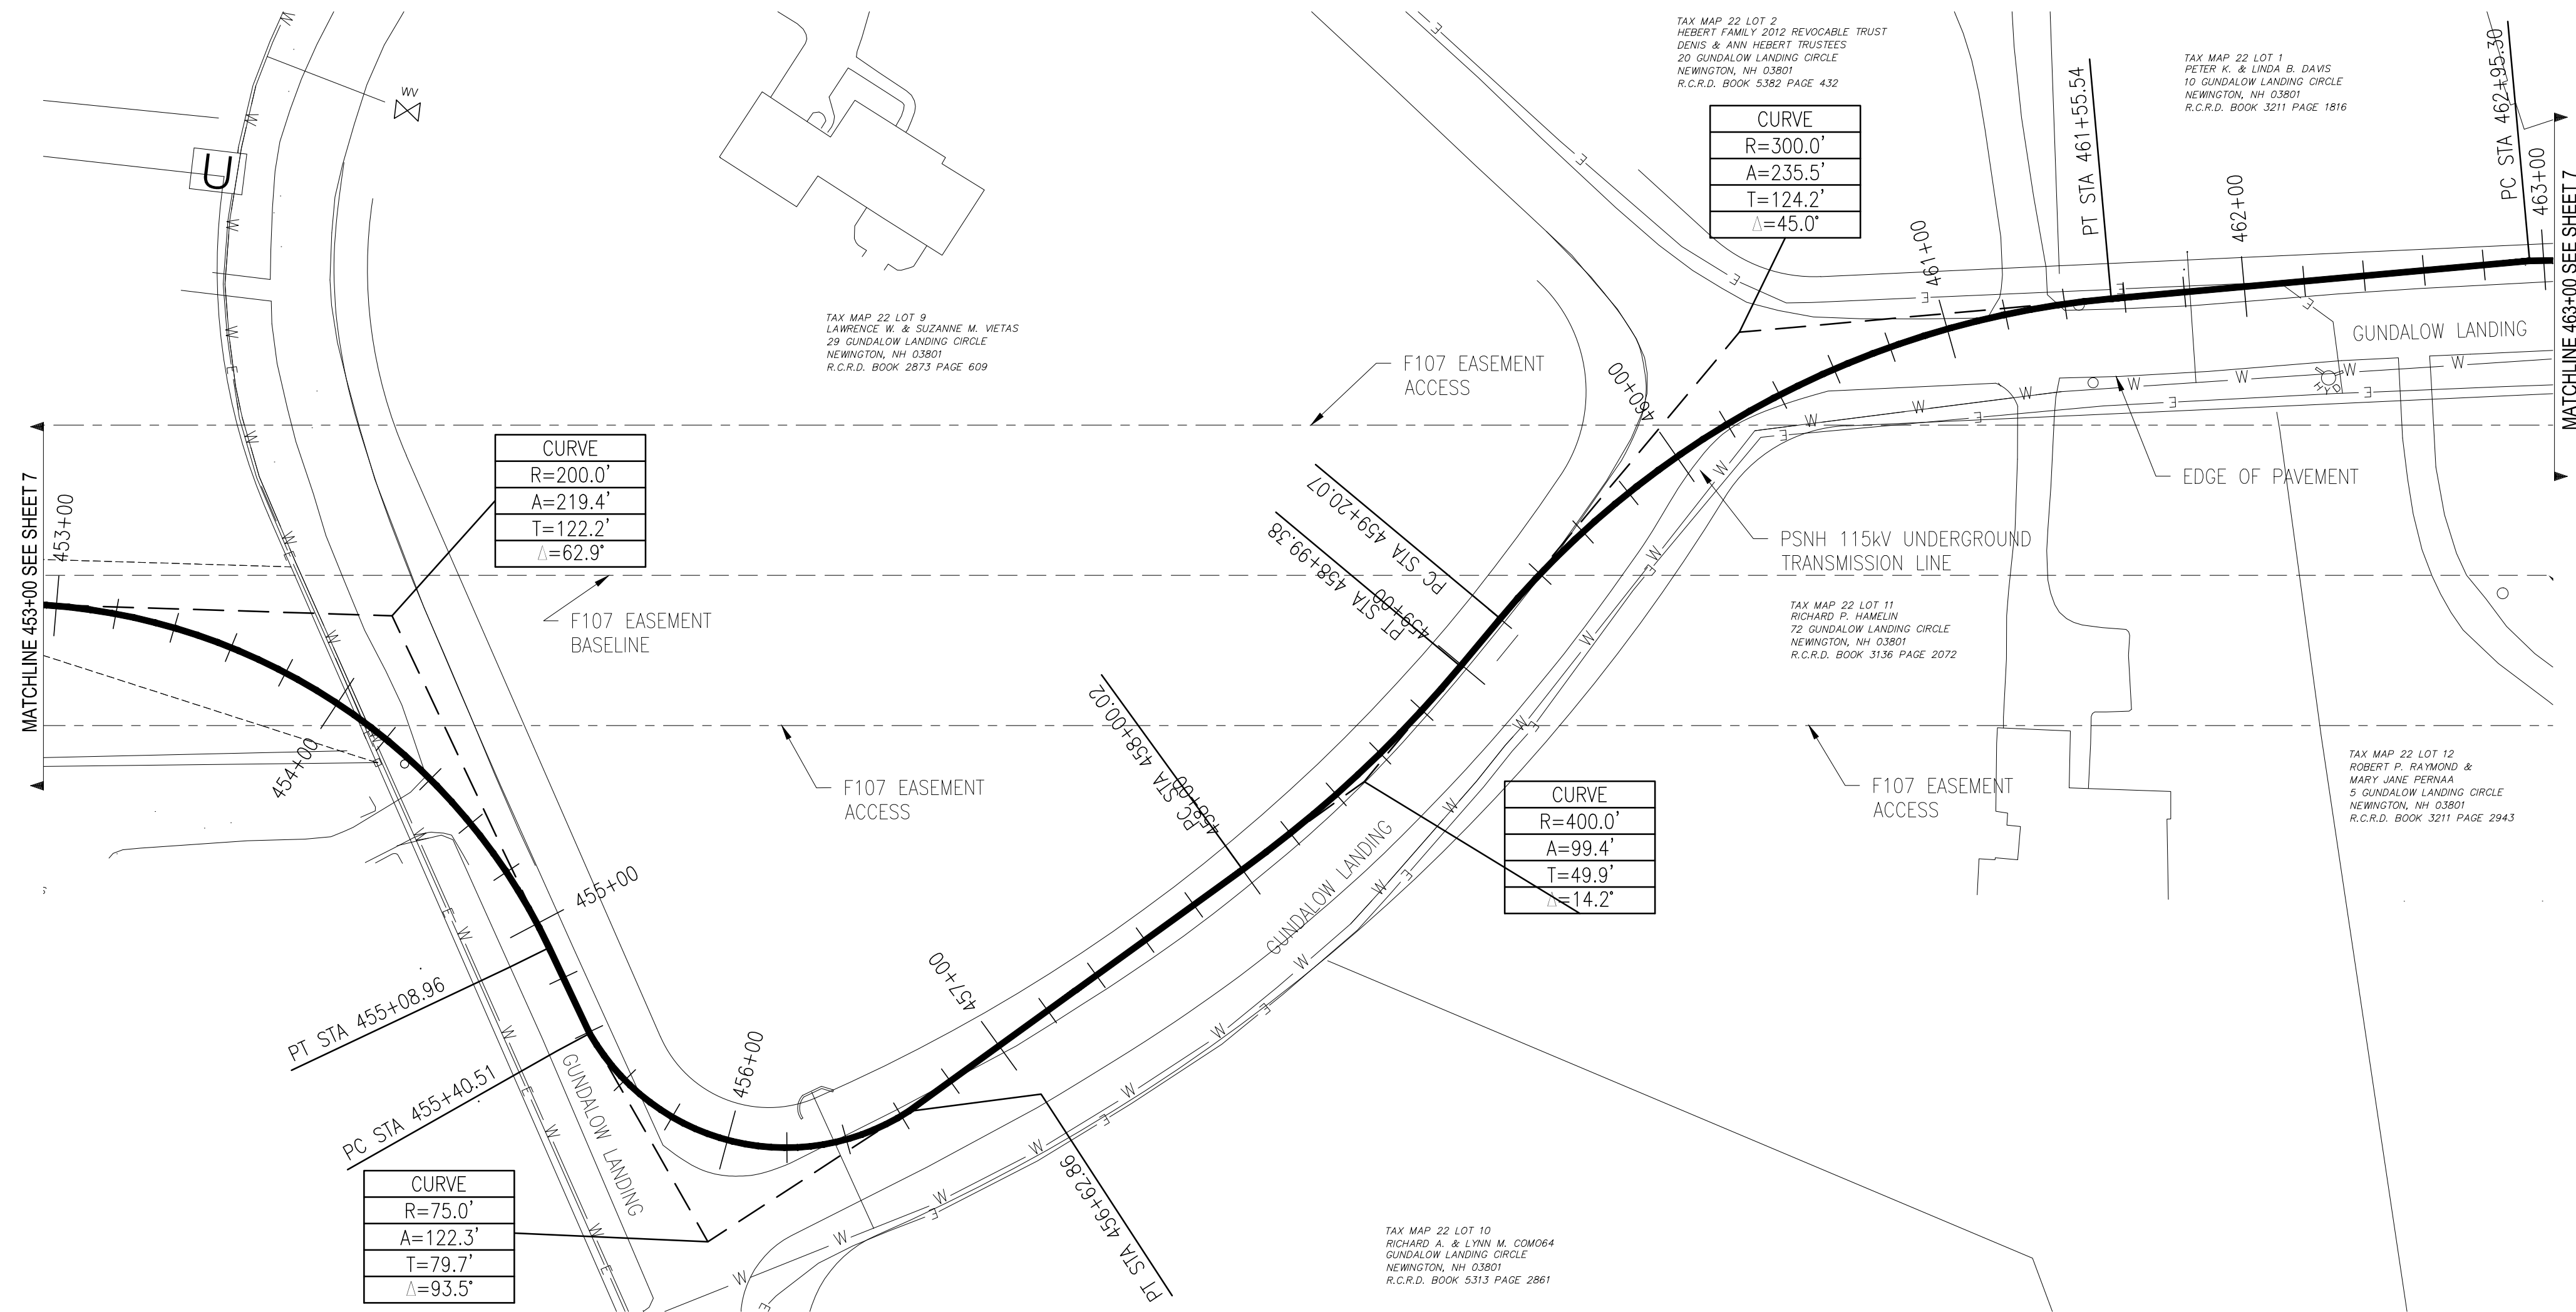 TAX MAP 22 LOT 2
HEBERT FAMILY 2012 REVOCABLE TRUST
DENIS & ANN HEBERT TRUSTEES
20 GUNDALOW LANDING CIRCLE
NEWINGTON, NH 03801
R.C.R.D. BOOK 5382 PAGE 432
TAX MAP 22 LOT 1
PETER K. & LINDA B. DAVIS
10 GUNDALOW LANDING CIRCLE
NEWINGTON, NH 03801
R.C.R.D. BOOK 3211 PAGE 1816
WV
U
CURVE
R=300.0'
A=235.5'
T=124.2'
Δ=45.0°
PT STA 461+55.54
PC STA 462+95.30
461+00
462+00
463+00
MATCHLINE 463+00 SEE SHEET 7
GUNDALOW LANDING
HYD
TAX MAP 22 LOT 9
LAWRENCE W. & SUZANNE M. VIETAS
29 GUNDALOW LANDING CIRCLE
NEWINGTON, NH 03801
R.C.R.D. BOOK 2873 PAGE 609
F107 EASEMENT
ACCESS
460+00
EDGE OF PAVEMENT
CURVE
R=200.0'
A=219.4'
T=122.2'
Δ=62.9°
MATCHLINE 453+00 SEE SHEET 7
453+00
PC STA 459+20.07
PT STA 458+99.38
459+00
PSNH 115kV UNDERGROUND
TRANSMISSION LINE
F107 EASEMENT
BASELINE
TAX MAP 22 LOT 11
RICHARD P. HAMELIN
72 GUNDALOW LANDING CIRCLE
NEWINGTON, NH 03801
R.C.R.D. BOOK 3136 PAGE 2072
454+00
PC STA 458+00.02
458+00
F107 EASEMENT
ACCESS
F107 EASEMENT
ACCESS
TAX MAP 22 LOT 12
ROBERT P. RAYMOND &
MARY JANE PERNAA
5 GUNDALOW LANDING CIRCLE
NEWINGTON, NH 03801
R.C.R.D. BOOK 3211 PAGE 2943
CURVE
R=400.0'
A=99.4'
T=49.9'
Δ=14.2°
455+00
GUNDALOW LANDING
PT STA 455+08.96
457+00
PC STA 455+40.51
456+00
GUNDALOW LANDING
PT STA 456+62.86
CURVE
R=75.0'
A=122.3'
T=79.7'
Δ=93.5°
TAX MAP 22 LOT 10
RICHARD A. & LYNN M. COMO64
GUNDALOW LANDING CIRCLE
NEWINGTON, NH 03801
R.C.R.D. BOOK 5313 PAGE 2861